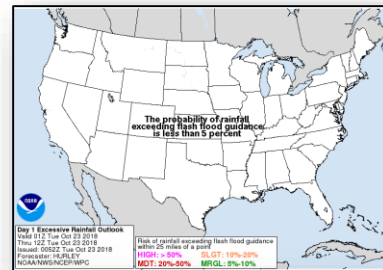 The probability of rainfall
exceeding flash flood guidance
is less than 5 percent
NOAA
Day 1 Excessive Rainfall Outlook
Valid 01Z Tue Oct 23 2018
Thru 12Z Tue Oct 23 2018
Issued: 0052Z Tue Oct 23 2018
Forecaster: HURLEY
NOAA/NWS/NCEP/WPC
Risk of rainfall exceeding flash flood guidance
within 25 miles of a point
HIGH: > 50% SLGT: 10%-20%
MDT: 20%-50% MRGL: 5%-10%